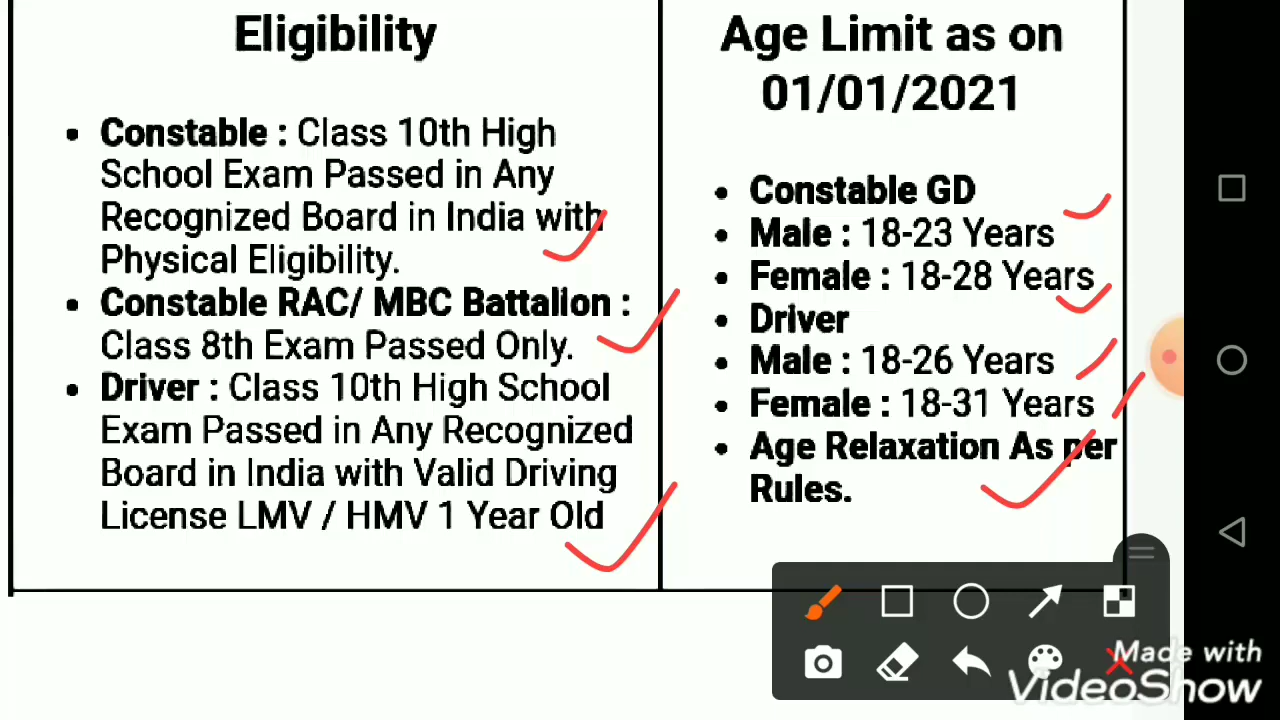 Eligibility
• Constable : Class 10th High
School Exam Passed in Any
Recognized Board in India with
Physical Eligibility.
• Constable RAC/ MBC Battalion :
Class 8th Exam Passed Only.
• Driver : Class 10th High School
Exam Passed in Any Recognized
Board in India with Valid Driving
License LMV / HMV 1 Year Old
Age Limit as on
01/01/2021
• Constable GD
• Male : 18-23 Years
• Female : 18-28 Years
• Driver
• Male : 18-26 Years
• Female : 18-31 Years
• Age Relaxation As per
Rules.
Made with
VideoShow